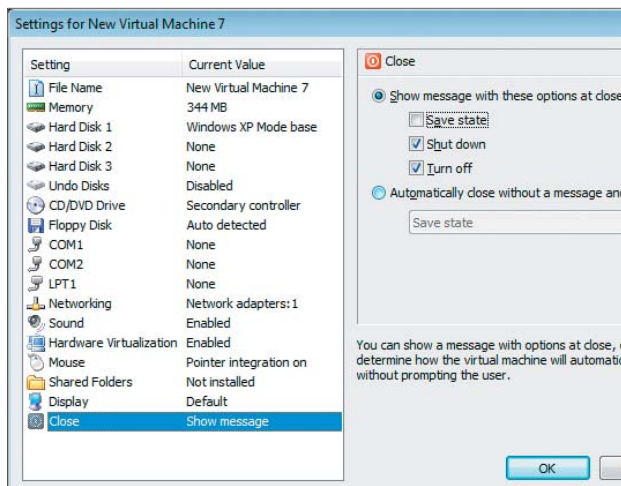 Settings for New Virtual Machine 7
Setting Current Value
File Name New Virtual Machine 7
Memory 344 MB
Hard Disk 1 Windows XP Mode base
Hard Disk 2 None
Hard Disk 3 None
Undo Disks Disabled
CD/DVD Drive Secondary controller
Floppy Disk Auto detected
COM1 None
COM2 None
LPT1 None
Networking Network adapters:1
Sound Enabled
Hardware Virtualization Enabled
Mouse Pointer integration on
Shared Folders Not installed
Display Default
Close Show message
Close
Show message with these options at close
Save state
Shut down
Turn off
Automatically close without a message and
Save state
You can show a message with options at close,
determine how the virtual machine will
without prompting the user.
OK